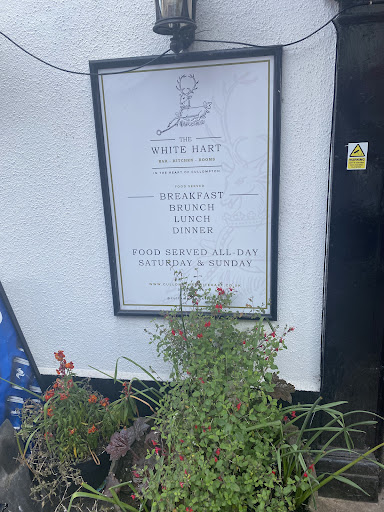 THE
WHITE HART
BAR · KITCHEN · ROOMS
IN THE HEART OF CULLOMPTON
FOOD SERVED
BREAKFAST
BRUNCH
LUNCH
DINNER
FOOD SERVED ALL DAY
SATURDAY & SUNDAY